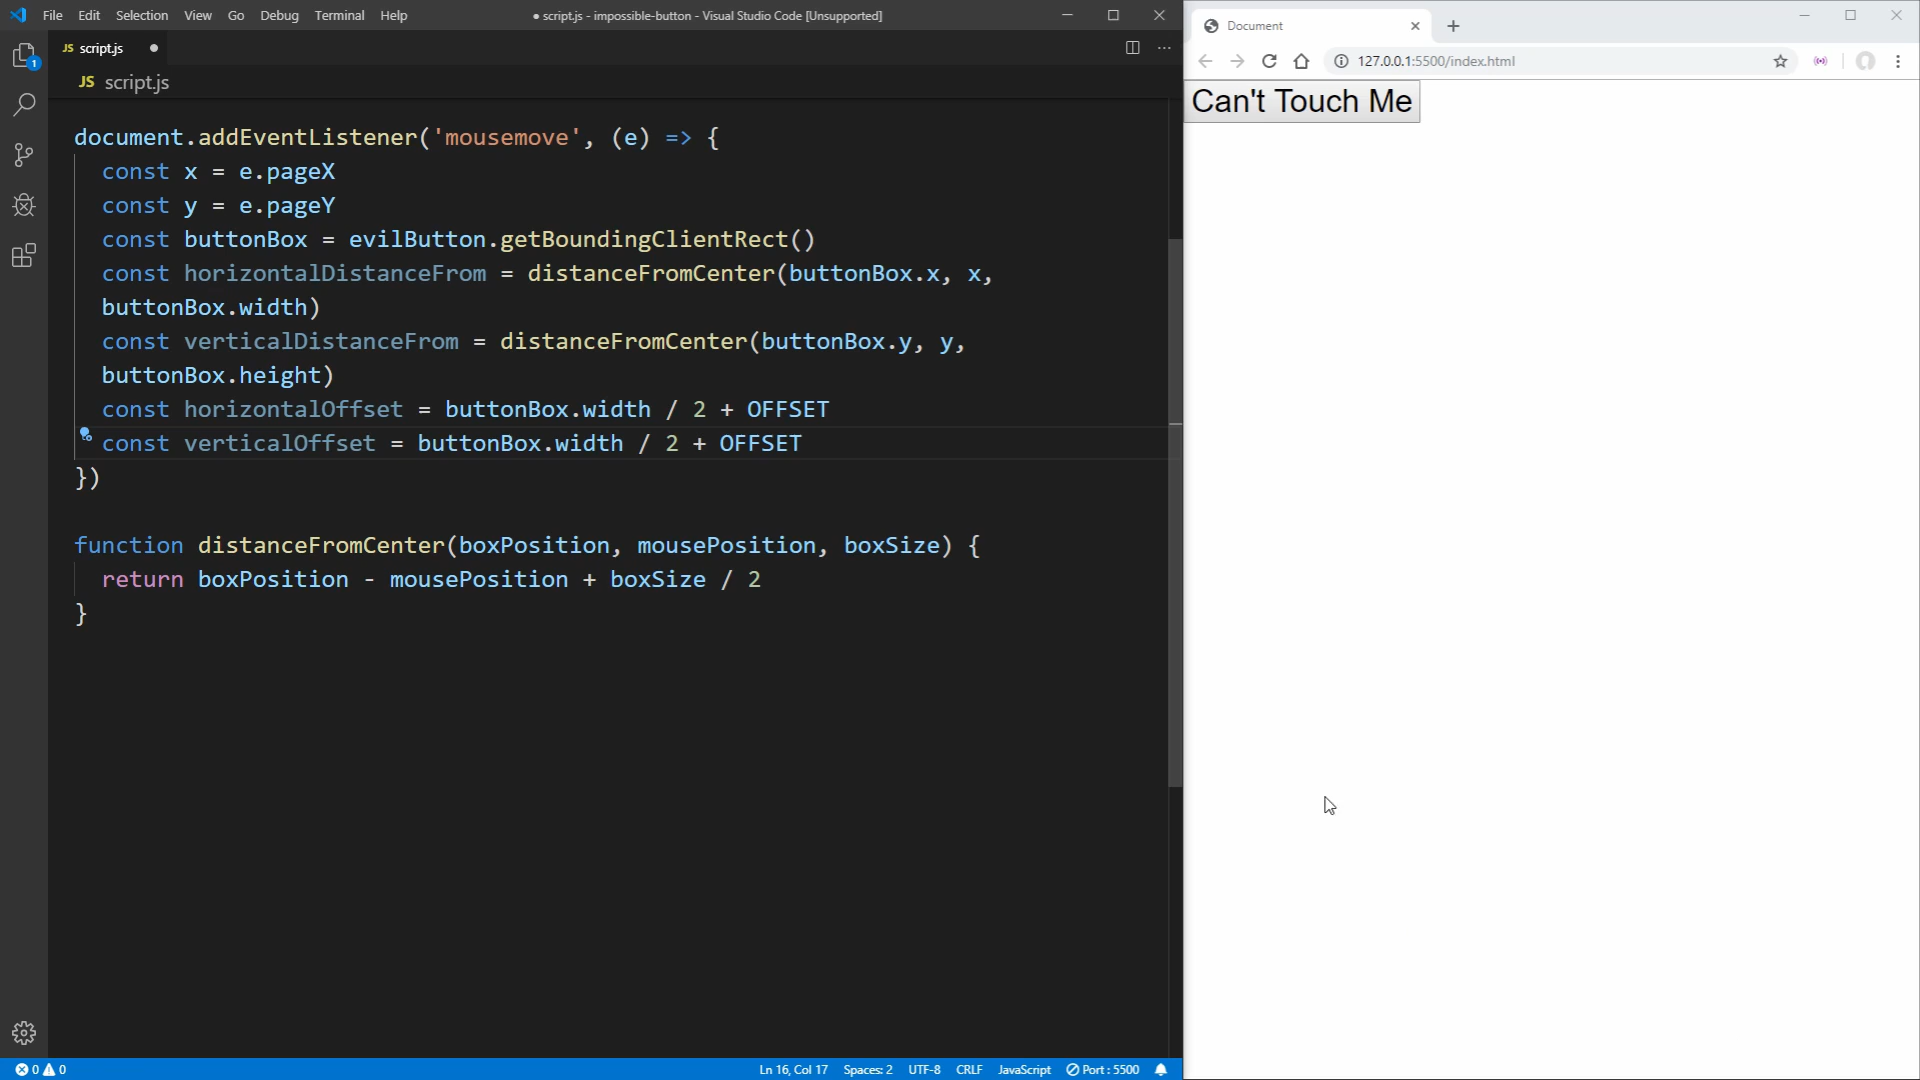 File Edit Selection View Go Debug Terminal Help
● script.js - impossible-button - Visual Studio Code [Unsupported]
JS script.js
JS script.js
document.addEventListener('mousemove', (e) => {
const x = e.pageX
const y = e.pageY
const buttonBox = evilButton.getBoundingClientRect()
const horizontalDistanceFrom = distanceFromCenter(buttonBox.x, x,
buttonBox.width)
const verticalDistanceFrom = distanceFromCenter(buttonBox.y, y,
buttonBox.height)
const horizontalOffset = buttonBox.width / 2 + OFFSET
const verticalOffset = buttonBox.width / 2 + OFFSET
})
function distanceFromCenter(boxPosition, mousePosition, boxSize) {
return boxPosition - mousePosition + boxSize / 2
}
1
0 0
Ln 16, Col 17 Spaces: 2 UTF-8 CRLF JavaScript Port : 5500
Document
127.0.0.1:5500/index.html
Can't Touch Me